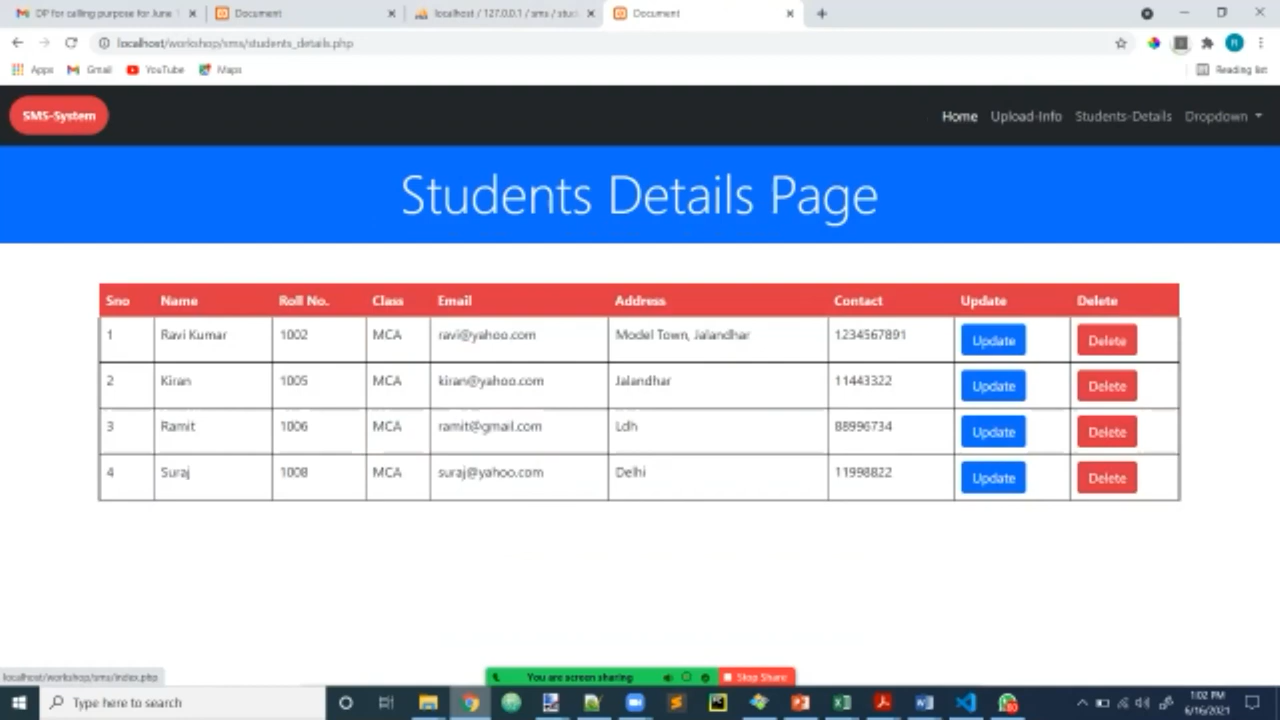 DP for calling purpose for June
Document
localhost / 127.0.0.1 / sms / stud
Document
localhost/workshop/sms/students_details.php
Apps
Gmail
YouTube
Maps
Reading list
SMS-System
Home
Upload-Info
Students-Details
Dropdown
Students Details Page
Sno Name Roll No. Class Email Address Contact Update Delete
1 Ravi Kumar 1002 MCA ravi@yahoo.com Model Town, Jalandhar 1234567891 Update Delete
2 Kiran 1005 MCA kiran@yahoo.com Jalandhar 11443322 Update Delete
3 Ramit 1006 MCA ramit@gmail.com Ldh 88996734 Update Delete
4 Suraj 1008 MCA suraj@yahoo.com Delhi 11998822 Update Delete
localhost/workshop/sms/index.php
You are screen sharing
Stop Share
Type here to search
1:02 PM
6/16/2021